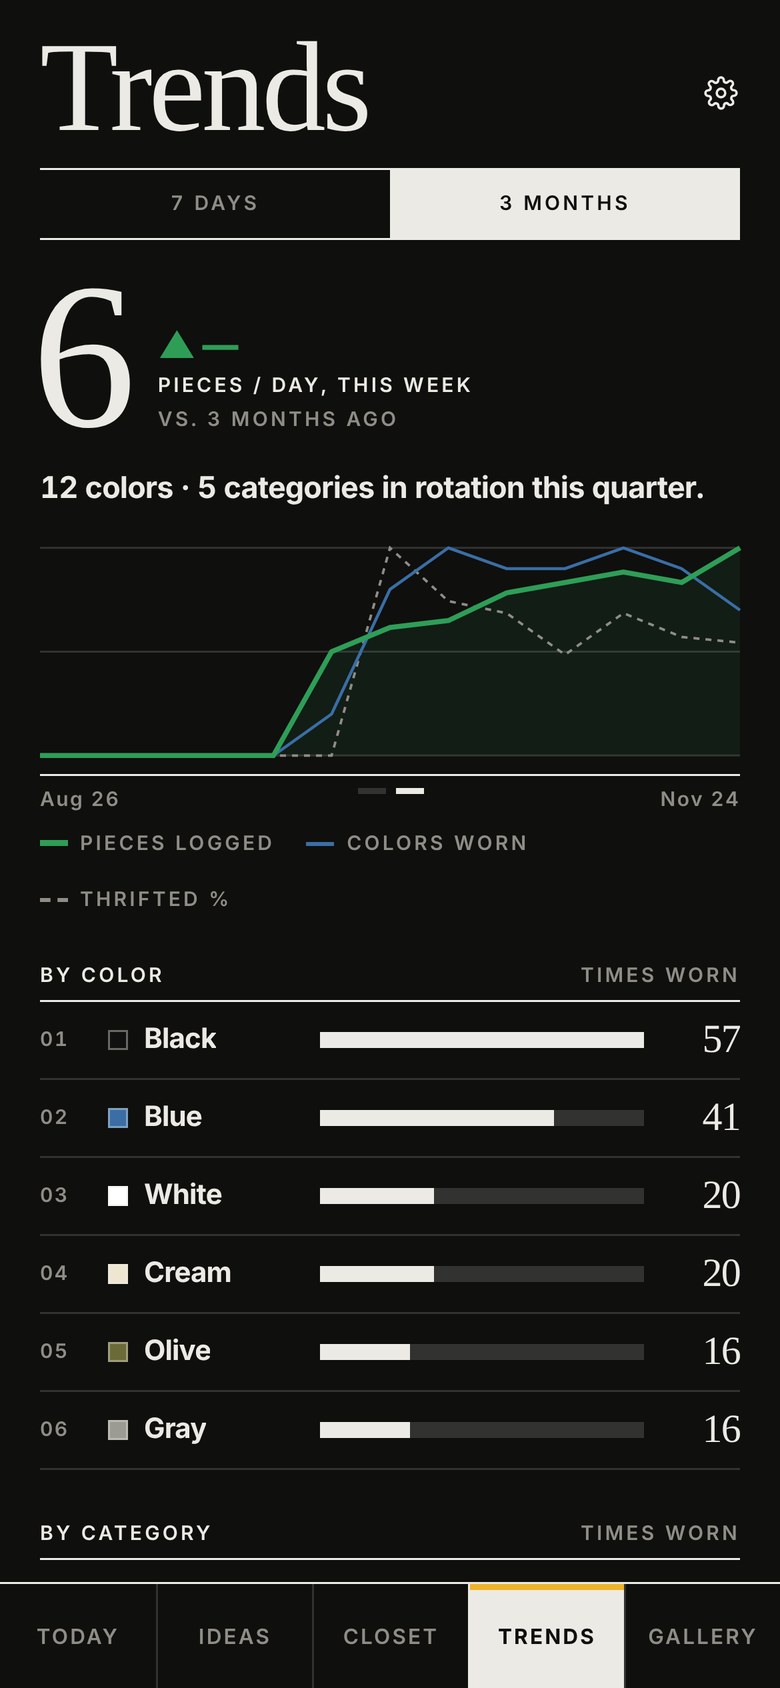 Trends
7 DAYS 3 MONTHS
6
PIECES / DAY, THIS WEEK
VS. 3 MONTHS AGO
12 colors · 5 categories in rotation this quarter.
Aug 26 Nov 24
PIECES LOGGED COLORS WORN
THRIFTED %
BY COLOR TIMES WORN
01 Black 57
02 Blue 41
03 White 20
04 Cream 20
05 Olive 16
06 Gray 16
BY CATEGORY TIMES WORN
TODAY IDEAS CLOSET TRENDS GALLERY